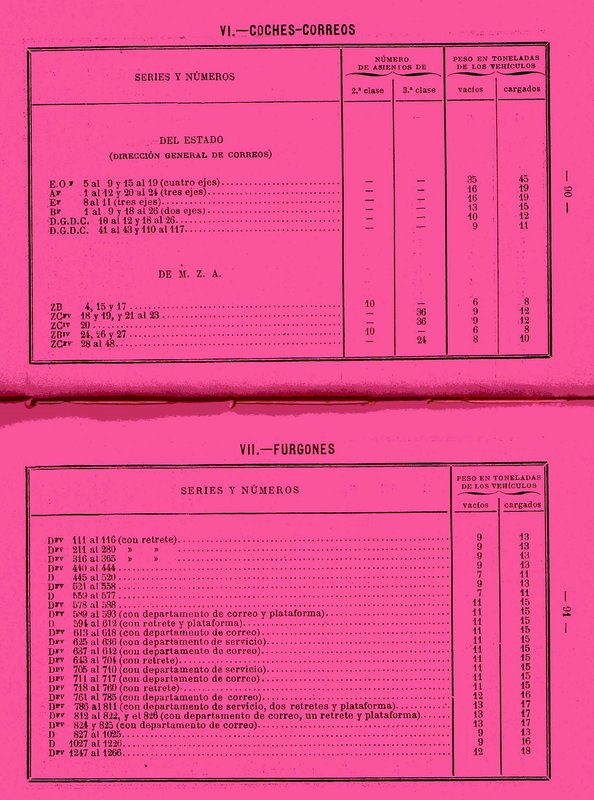 VI.—COCHES-CORREOS
SERIES Y NÚMEROS
NÚMERO DE ASIENTOS DE
PESO EN TONELADAS DE LOS VEHÍCULOS
2.ª clase 3.ª clase vacíos cargados
DEL ESTADO
(DIRECCIÓN GENERAL DE CORREOS)
5 al 9 y 15 al 19 (cuatro ejes) — — 35 45
1 al 12 y 20 al 24 (tres ejes) — — 16 19
8 al 11 (tres ejes) — — 16 19
1 al 9 y 18 al 26 (dos ejes) — — 13 15
D.G.D.C. 10 al 12 y 18 al 26 — — 10 12
D.G.D.C. 41 al 43 y 110 al 117 — — 9 11
DE M. Z. A.
ZB 4, 15 y 17 10 — 6 8
ZCFV 18 y 19, y 21 al 23 — 36 9 12
20 — 36 9 12
24, 26 y 27 10 — 6 8
ZCFV 28 al 48 — 24 8 10
— 90 —
VII.—FURGONES
SERIES Y NÚMEROS
PESO EN TONELADAS DE LOS VEHÍCULOS
vacíos cargados
DFV 111 al 116 (con retrete) 9 13
DFV 211 al 280 » » 9 13
DFV 316 al 365 » » 9 13
DFV 440 al 444 9 13
D 445 al 520 7 11
DFV 521 al 558 9 13
D 559 al 577 7 11
DFV 578 al 588 11 15
DFV 589 al 593 (con departamento de correo y plataforma) 11 15
D 594 al 612 (con retrete y plataforma) 11 15
DFV 613 al 618 (con departamento de correo) 11 15
DFV 625 al 636 (con departamento de servicio) 11 15
DFV 637 al 642 (con departamento de correo) 11 15
DFV 643 al 704 (con retrete) 11 15
DFV 705 al 710 (con departamento de servicio) 11 15
DFV 711 al 717 (con departamento de correo) 11 15
DFV 718 al 760 (con retrete) 11 15
DFV 761 al 785 (con departamento de correo) 12 16
DFV 786 al 811 (con departamento de servicio, dos retretes y plataforma) 13 17
DFV 812 al 822, y el 826 (con departamento de correo, un retrete y plataforma) 13 17
DFV 824 y 825 (con departamento de correo) 13 17
D 827 al 1025 9 13
D 1027 al 1226 9 16
DFV 1247 al 1266 12 18
— 91 —